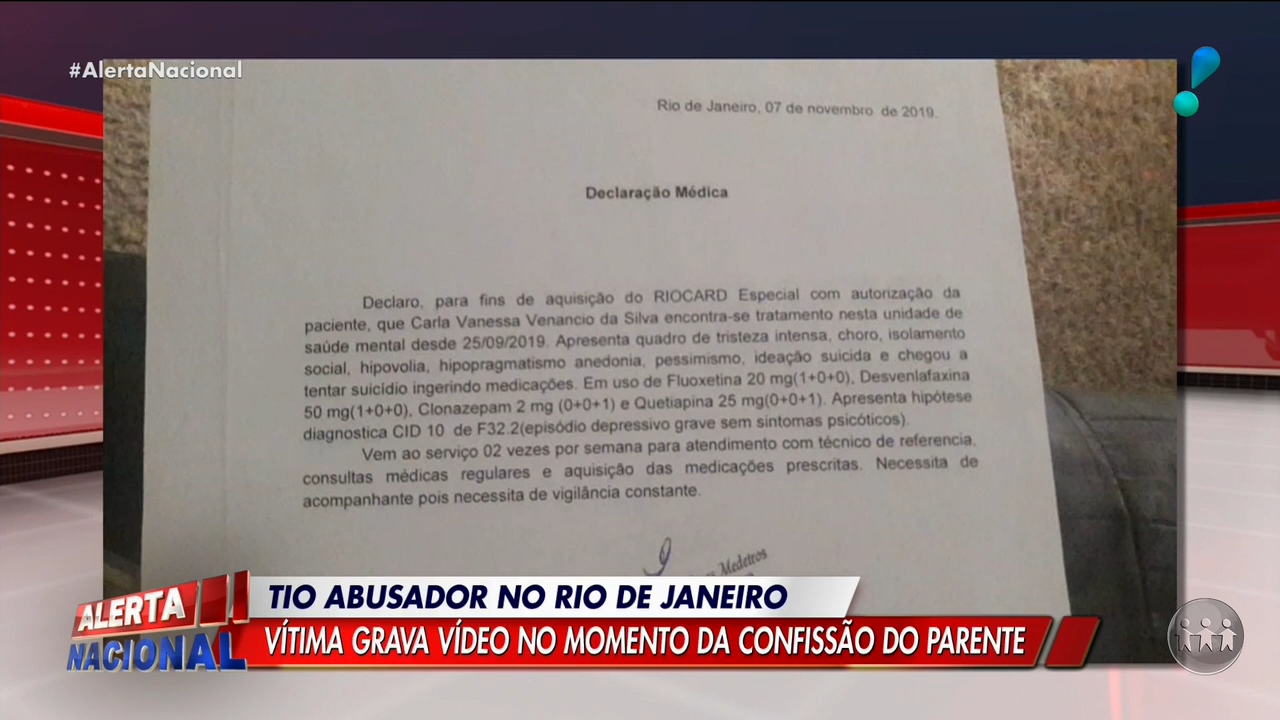 #AlertaNacional
Rio de Janeiro, 07 de novembro de 2019.
Declaração Médica
Declaro, para fins de aquisição do RIOCARD Especial com autorização da
paciente, que Carla Vanessa Venancio da Silva encontra-se tratamento nesta unidade de
saúde mental desde 25/09/2019. Apresenta quadro de tristeza intensa, choro, isolamento
social, hipovolia, hipopragmatismo anedonia, pessimismo, ideação suicida e chegou a
tentar suicídio ingerindo medicações. Em uso de Fluoxetina 20 mg(1+0+0), Desvenlafaxina
50 mg(1+0+0), Clonazepam 2 mg (0+0+1) e Quetiapina 25 mg(0+0+1). Apresenta hipótese
diagnostica CID 10 de F32.2(episódio depressivo grave sem sintomas psicóticos).
Vem ao serviço 02 vezes por semana para atendimento com técnico de referencia,
consultas médicas regulares e aquisição das medicações prescritas. Necessita de
acompanhante pois necessita de vigilância constante.
Medeiros
ALERTA
NACIONAL
TIO ABUSADOR NO RIO DE JANEIRO
VÍTIMA GRAVA VÍDEO NO MOMENTO DA CONFISSÃO DO PARENTE